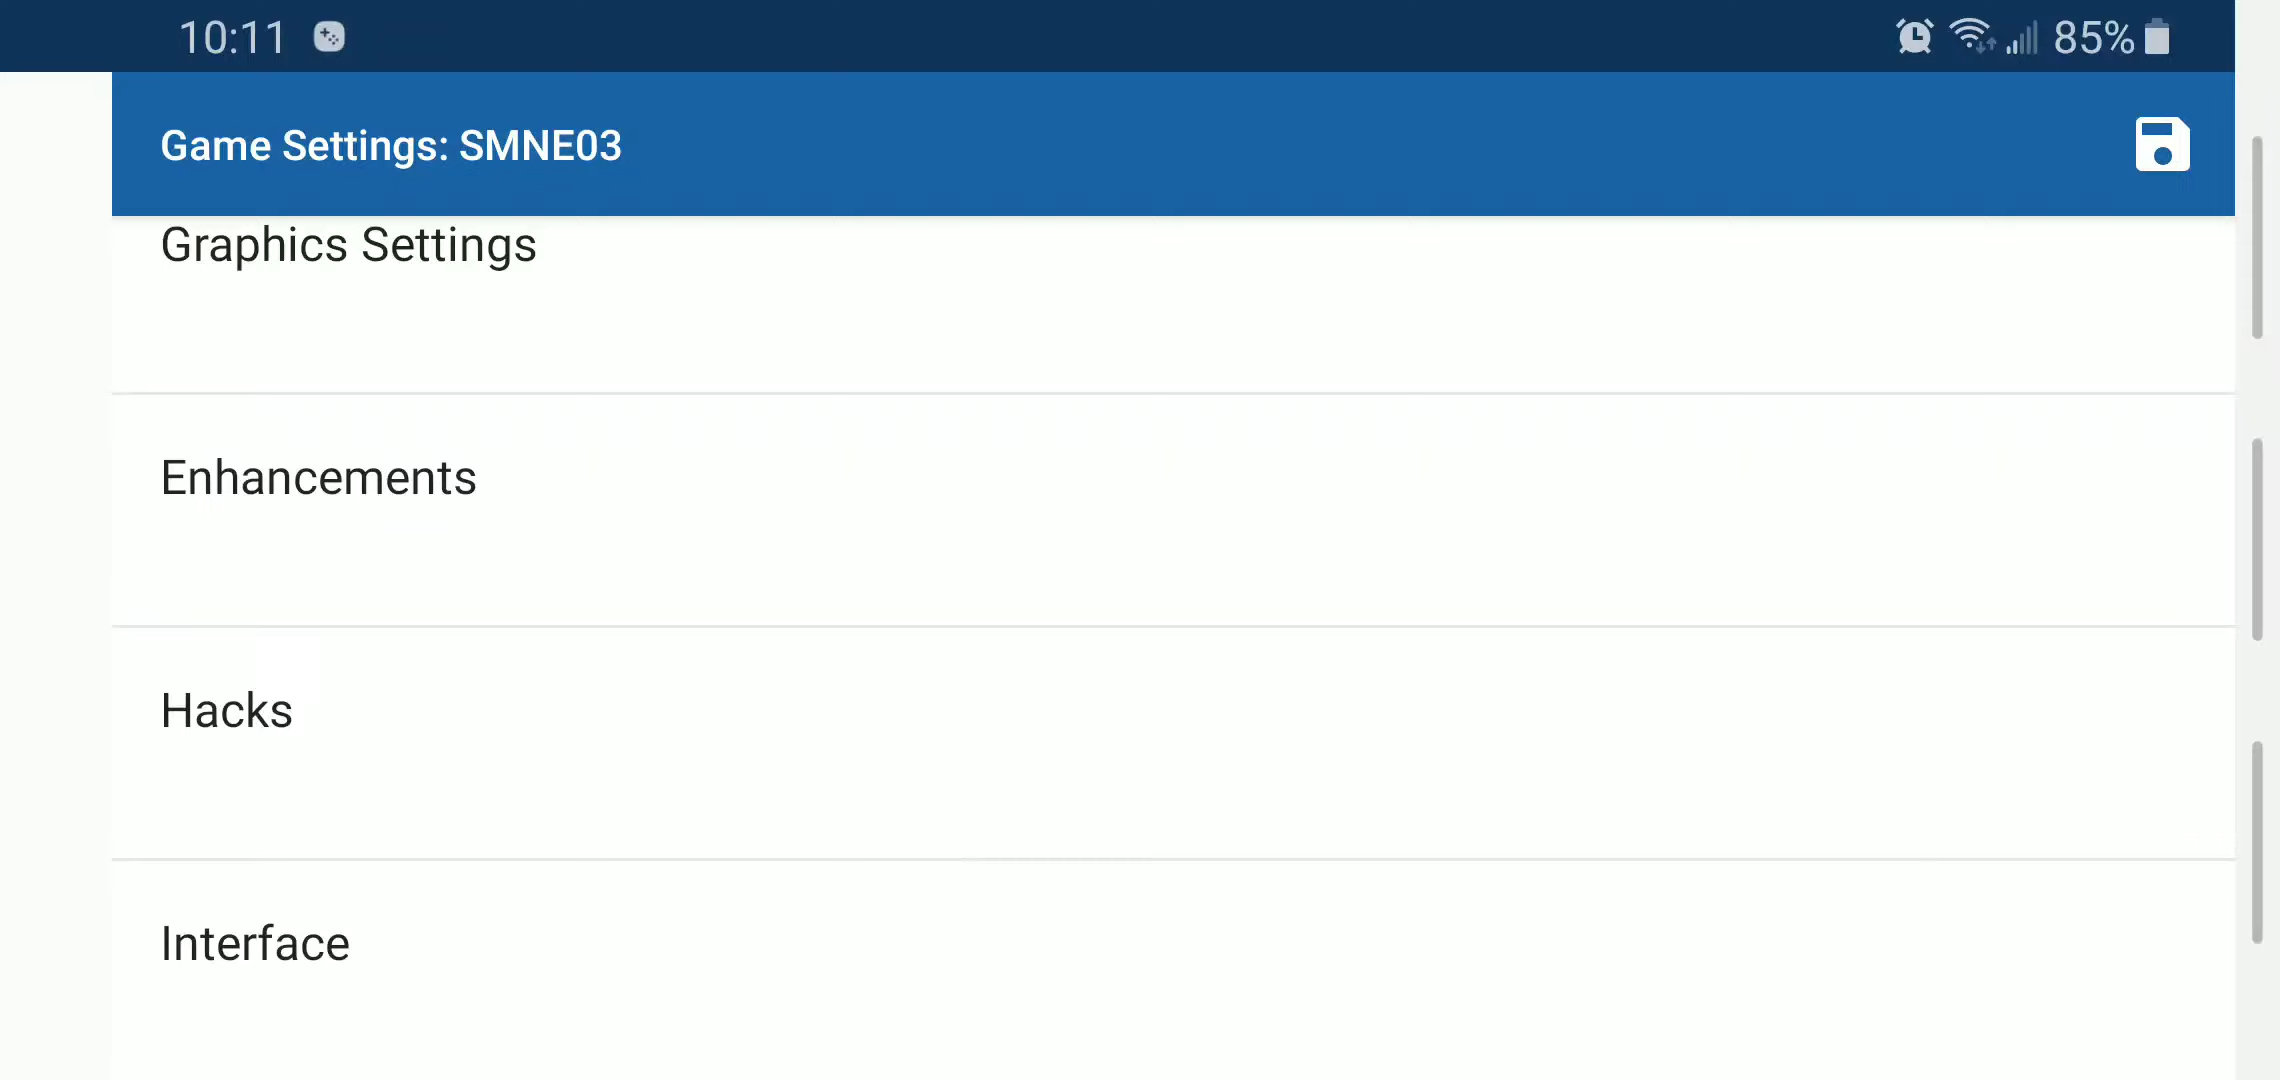 10:11
85%
Game Settings: SMNE03
Graphics Settings
Enhancements
Hacks
Interface